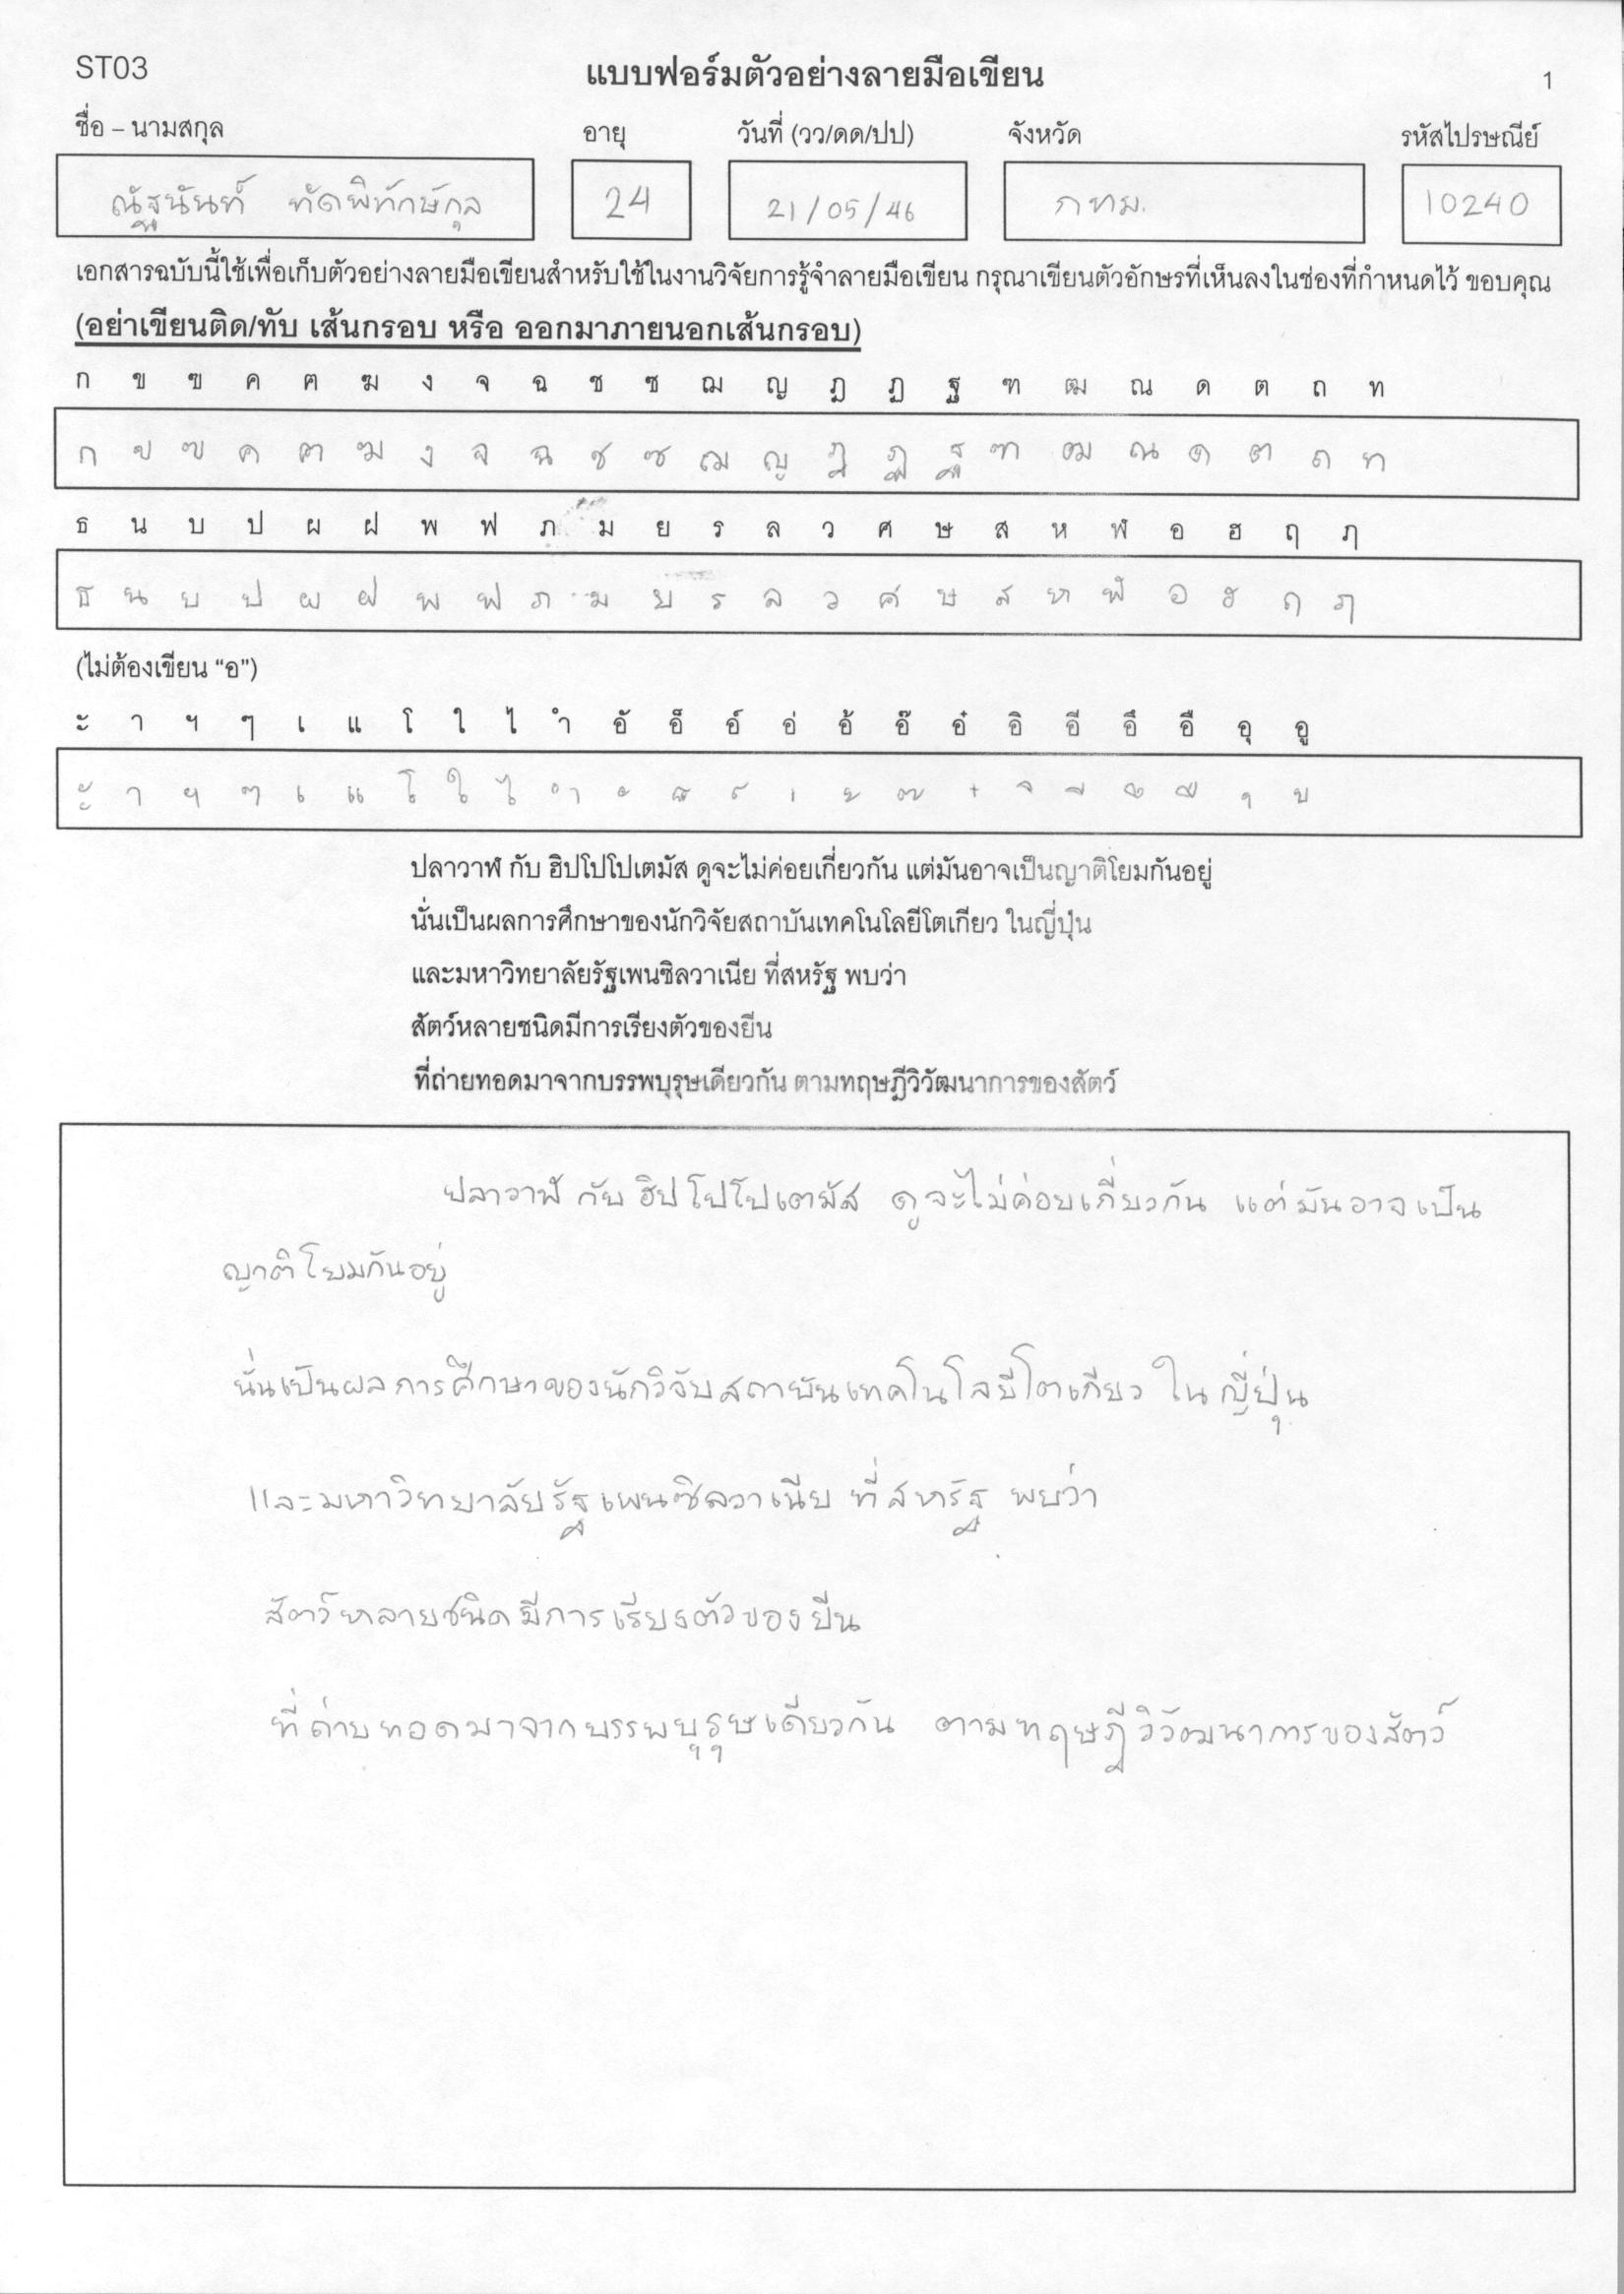 ST03
แบบฟอร์มตัวอย่างลายมือเขียน
1
ชื่อ – นามสกุล อายุ วันที่ (วว/ดด/ปป) จังหวัด รหัสไปรษณีย์
ณัฐนันท์ ทัดพิทักษ์กุล 24 21/05/46 กทม. 10240
เอกสารฉบับนี้ใช้เพื่อเก็บตัวอย่างลายมือเขียนสำหรับใช้ในงานวิจัยการรู้จำลายมือเขียน กรุณาเขียนตัวอักษรที่เห็นลงในช่องที่กำหนดไว้ ขอบคุณ
(อย่าเขียนติด/ทับ เส้นกรอบ หรือ ออกมาภายนอกเส้นกรอบ)
ก ข ฃ ค ฅ ฆ ง จ ฉ ช ซ ฌ ญ ฎ ฏ ฐ ฑ ฒ ณ ด ต ถ ท
ก ข ฃ ค ฅ ฆ ง จ ฉ ช ซ ฌ ญ ฎ ฏ ฐ ฑ ฒ ณ ด ต ถ ท
ธ น บ ป ผ ฝ พ ฟ ภ ม ย ร ล ว ศ ษ ส ห ฬ อ ฮ ฤ ฦ
ธ น บ ป ผ ฝ พ ฟ ภ ม ย ร ล ว ศ ษ ส ห ฬ อ ฮ ฤ ฦ
(ไม่ต้องเขียน “อ”)
ะ า ฯ ๆ เ แ โ ใ ไ ำ อั อ็ อ์ อ่ อ้ อ๊ อ๋ อิ อี อึ อื อุ อู
ะ า ฯ ๆ เ แ โ ใ ไ ำ ั ็ ์ ่ ้ ๊ ๋ ิ ี ึ ื ุ ู
ปลาวาฬ กับ ฮิปโปโปเตมัส ดูจะไม่ค่อยเกี่ยวกัน แต่มันอาจเป็นญาติโยมกันอยู่
นั่นเป็นผลการศึกษาของนักวิจัยสถาบันเทคโนโลยีโตเกียว ในญี่ปุ่น
และมหาวิทยาลัยรัฐเพนซิลวาเนีย ที่สหรัฐ พบว่า
สัตว์หลายชนิดมีการเรียงตัวของยีน
ที่ถ่ายทอดมาจากบรรพบุรุษเดียวกัน ตามทฤษฎีวิวัฒนาการของสัตว์
ปลาวาฬ กับ ฮิปโปโปเตมัส ดูจะไม่ค่อยเกี่ยวกัน แต่มันอาจเป็น
ญาติโยมกันอยู่
นั่นเป็นผลการศึกษาของนักวิจัยสถาบันเทคโนโลยีโตเกียว ในญี่ปุ่น
และมหาวิทยาลัยรัฐเพนซิลวาเนีย ที่สหรัฐ พบว่า
สัตว์หลายชนิดมีการเรียงตัวของยีน
ที่ถ่ายทอดมาจากบรรพบุรุษเดียวกัน ตามทฤษฎีวิวัฒนาการของสัตว์